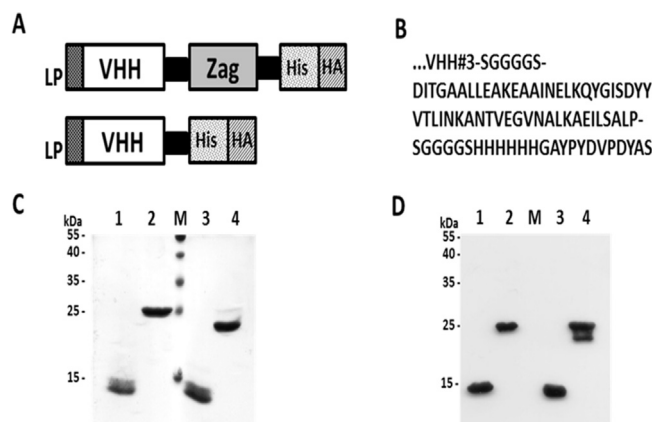 A
LP VHH Zag His HA
LP VHH His HA
B
...VHH#3-SGGGGS-
DITGAALLEAKEAAINELKQYGISDYY
VTLINKANTVEGVNALKAEILSALP-
SGGGGSHHHHHHGAYPYDVPDYAS
C
kDa 1 2 M 3 4
55-
40-
35-
25-
15-
D
kDa 1 2 M 3 4
55-
40-
35-
25-
15-